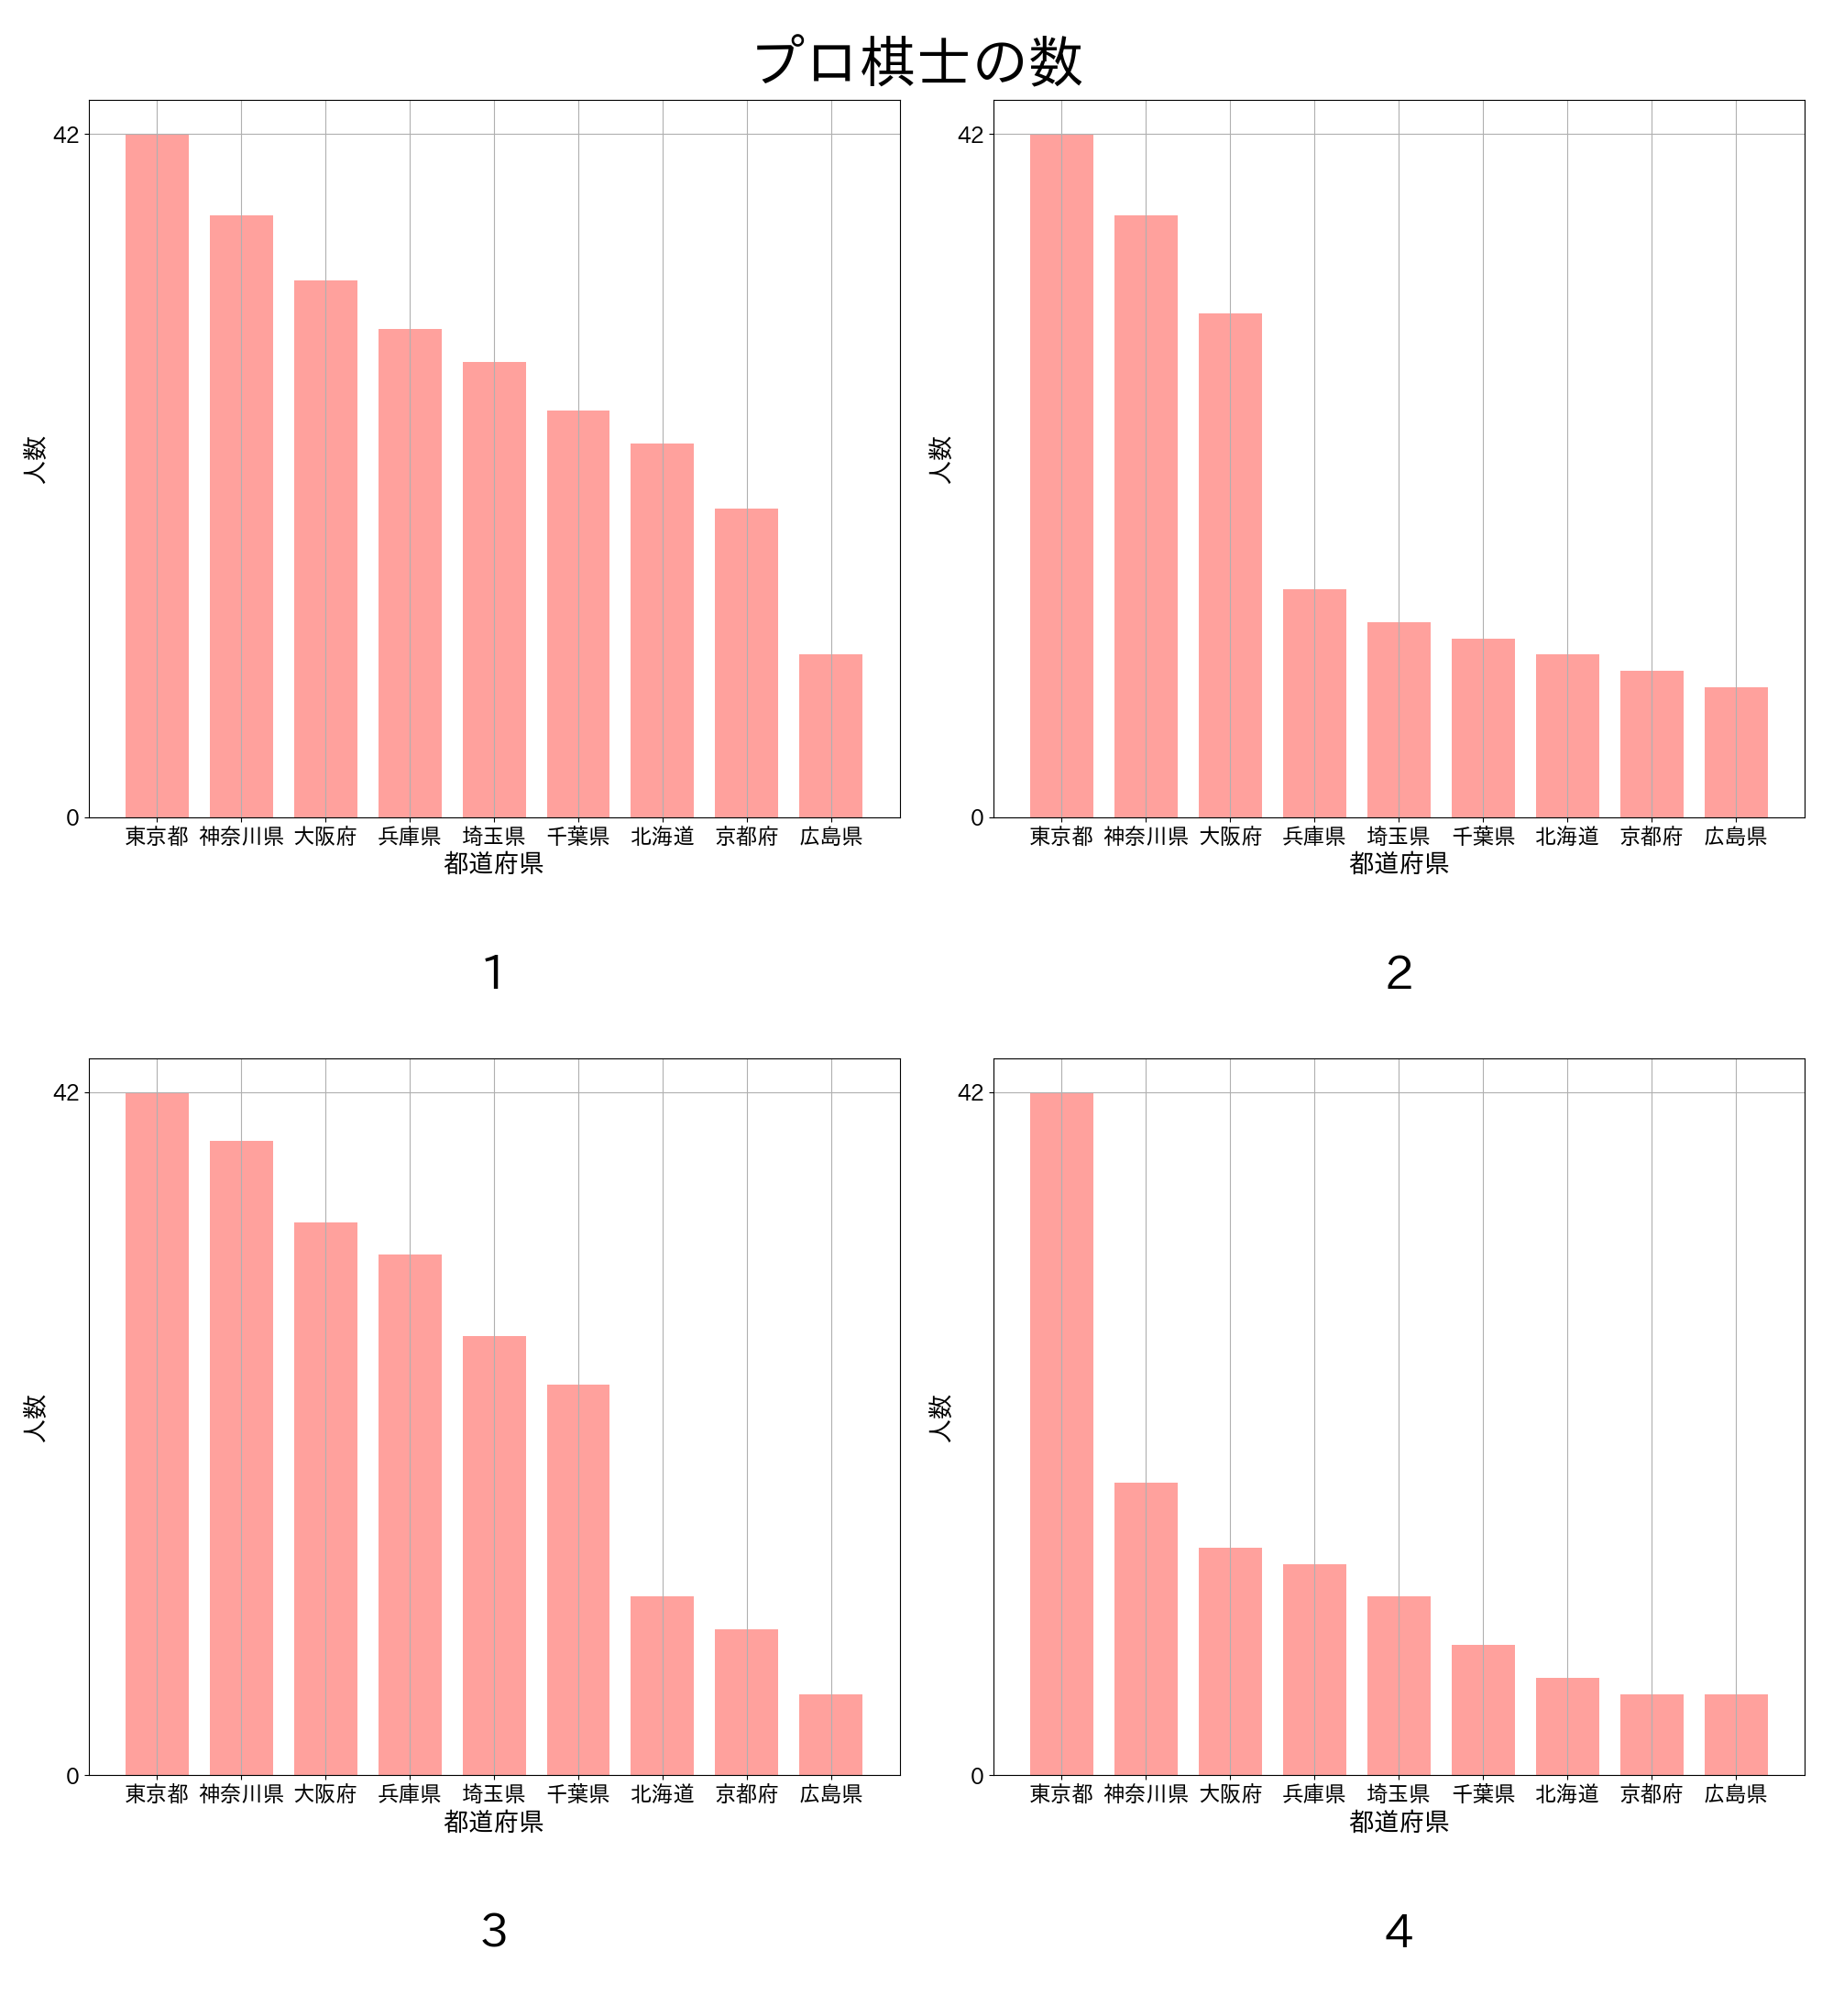 プロ棋士の数
42
0
人数
東京都 神奈川県 大阪府 兵庫県 埼玉県 千葉県 北海道 京都府 広島県
都道府県
1
42
0
人数
東京都 神奈川県 大阪府 兵庫県 埼玉県 千葉県 北海道 京都府 広島県
都道府県
2
42
0
人数
東京都 神奈川県 大阪府 兵庫県 埼玉県 千葉県 北海道 京都府 広島県
都道府県
3
42
0
人数
東京都 神奈川県 大阪府 兵庫県 埼玉県 千葉県 北海道 京都府 広島県
都道府県
4